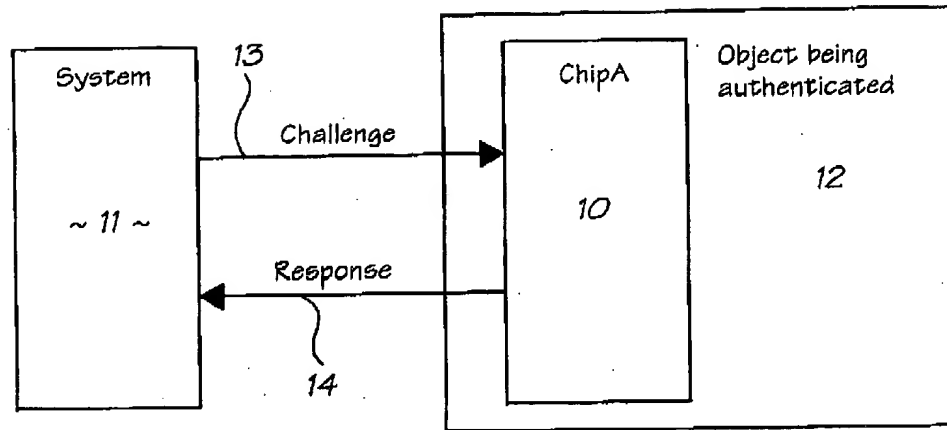 System
~ 11 ~
13
Challenge
Response
14
ChipA
10
Object being
authenticated
12